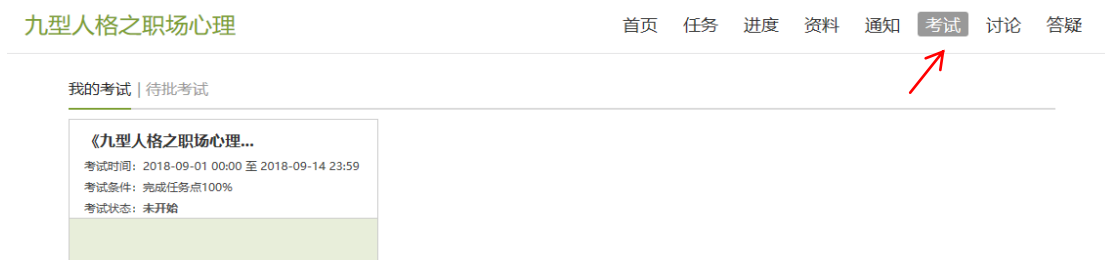 九型人格之职场心理
首页 任务 进度 资料 通知 考试 讨论 答疑
我的考试 | 待批考试
《九型人格之职场心理...
考试时间：2018-09-01 00:00 至 2018-09-14 23:59
考试条件：完成任务点100%
考试状态：未开始